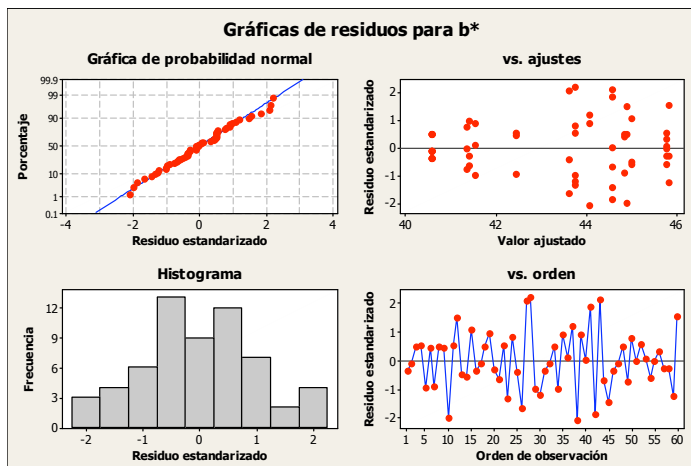 Gráficas de residuos para b*
Gráfica de probabilidad normal
Porcentaje
99.9
99
90
50
10
1
0.1
-4 -2 0 2 4
Residuo estandarizado
vs. ajustes
Residuo estandarizado
2
1
0
-1
-2
40 42 44 46
Valor ajustado
Histograma
Frecuencia
12
9
6
3
0
-2 -1 0 1 2
Residuo estandarizado
vs. orden
Residuo estandarizado
2
1
0
-1
-2
1 5 10 15 20 25 30 35 40 45 50 55 60
Orden de observación